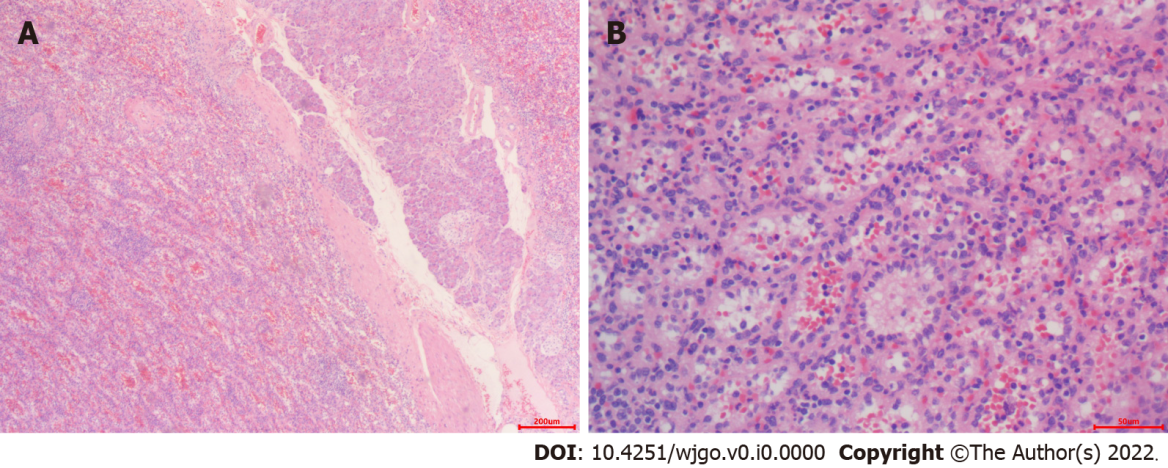 A
B
200um
50um
DOI: 10.4251/wjgo.v0.i0.0000 Copyright ©The Author(s) 2022.